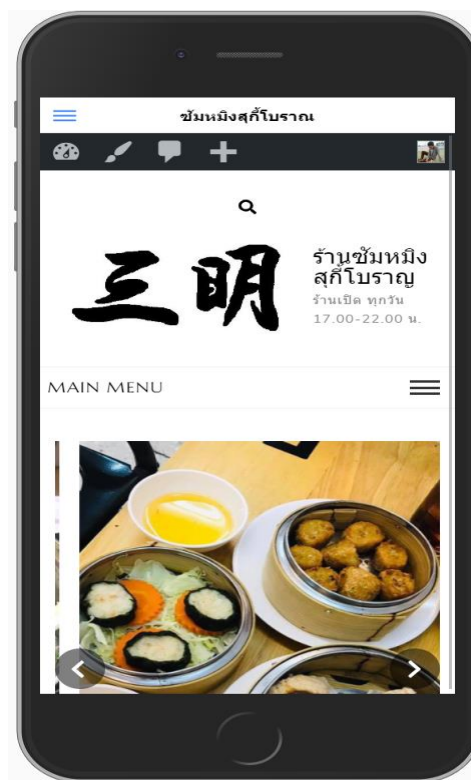 ซัมหมิงสุกี้โบราณ
三明
ร้านซัมหมิง
สุกี้โบราญ
ร้านเปิด ทุกวัน
17.00-22.00 น.
MAIN MENU